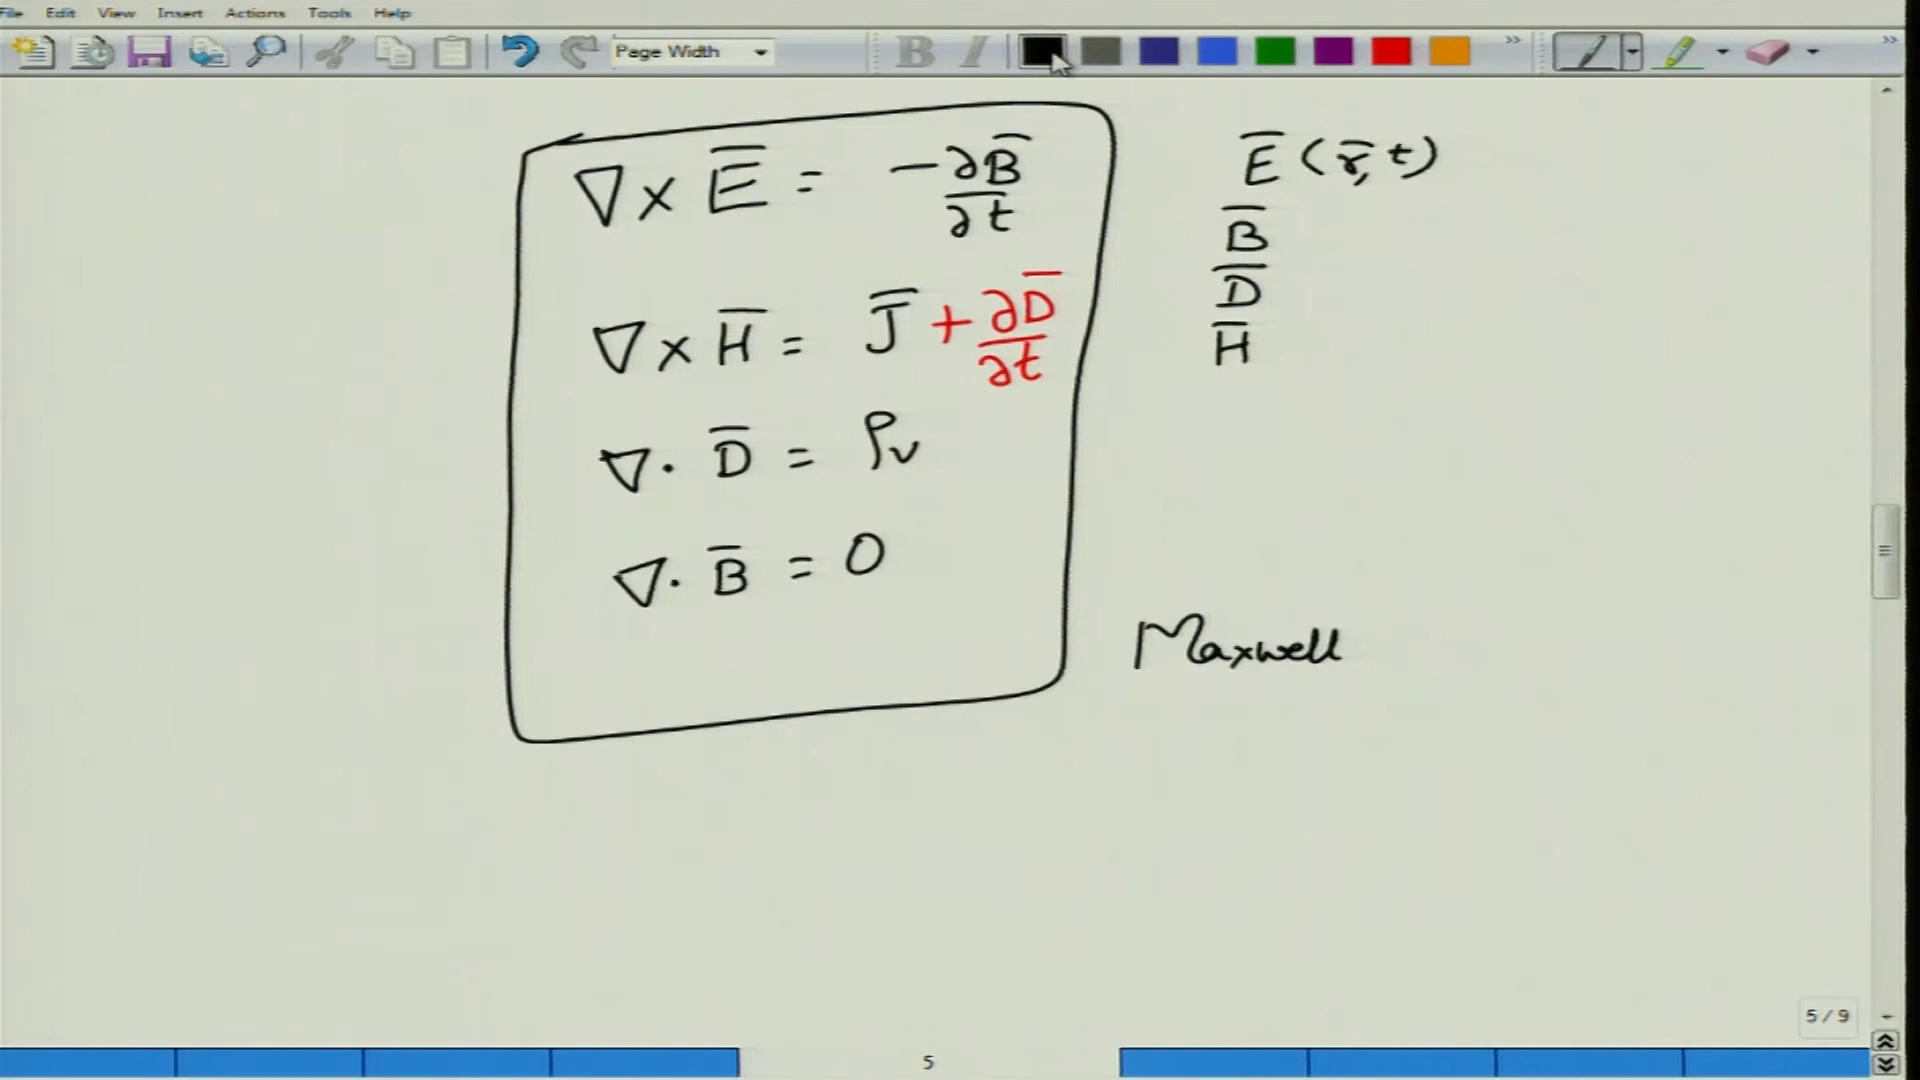 File Edit View Insert Actions Tools Help
Page Width B I
∇ × E̅ = −∂B̅/∂t
∇ × H̅ = J̅ + ∂D̅/∂t
∇ · D̅ = ρv
∇ · B̅ = 0
E̅ (r̅, t)
B̅
D̅
H̅
Maxwell
5 / 9
5